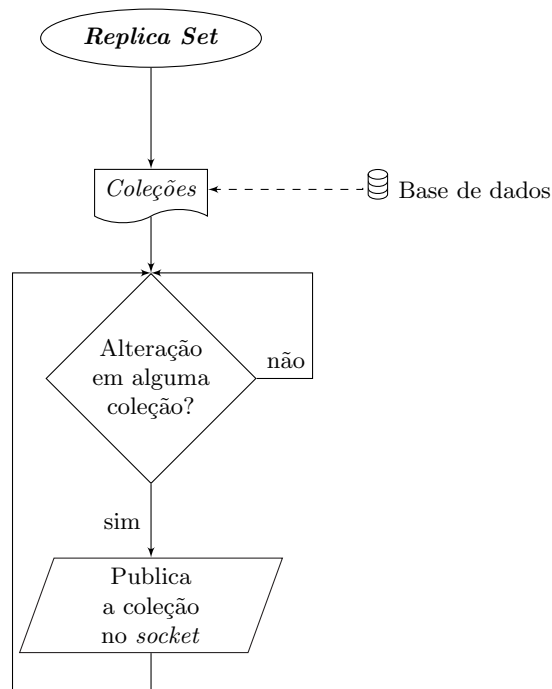 Replica Set
Coleções
Base de dados
Alteração
em alguma
coleção?
não
sim
Publica
a coleção
no socket